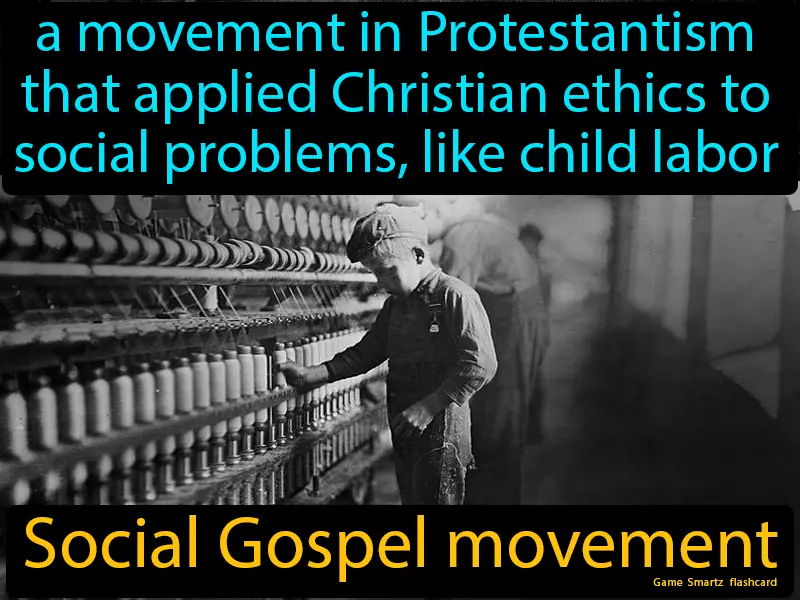 a movement in Protestantism
that applied Christian ethics to
social problems, like child labor
Social Gospel movement
Game Smartz flashcard